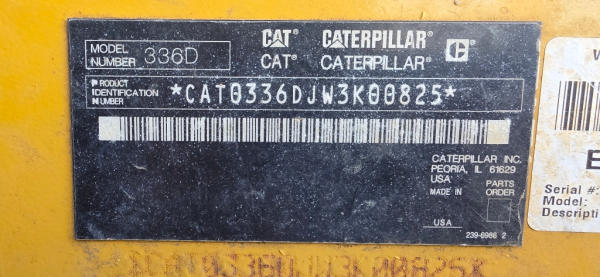 MODEL NUMBER 336D
CAT® CATERPILLAR®
CAT® CATERPILLAR®
PRODUCT IDENTIFICATION NUMBER *CAT0336DJW3K00825*
CATERPILLAR INC.
PEORIA, IL 61629
USA
MADE IN
PARTS ORDER
USA
239-6986 2
Serial #:
Model:
Descripti
0336DJW3K00825